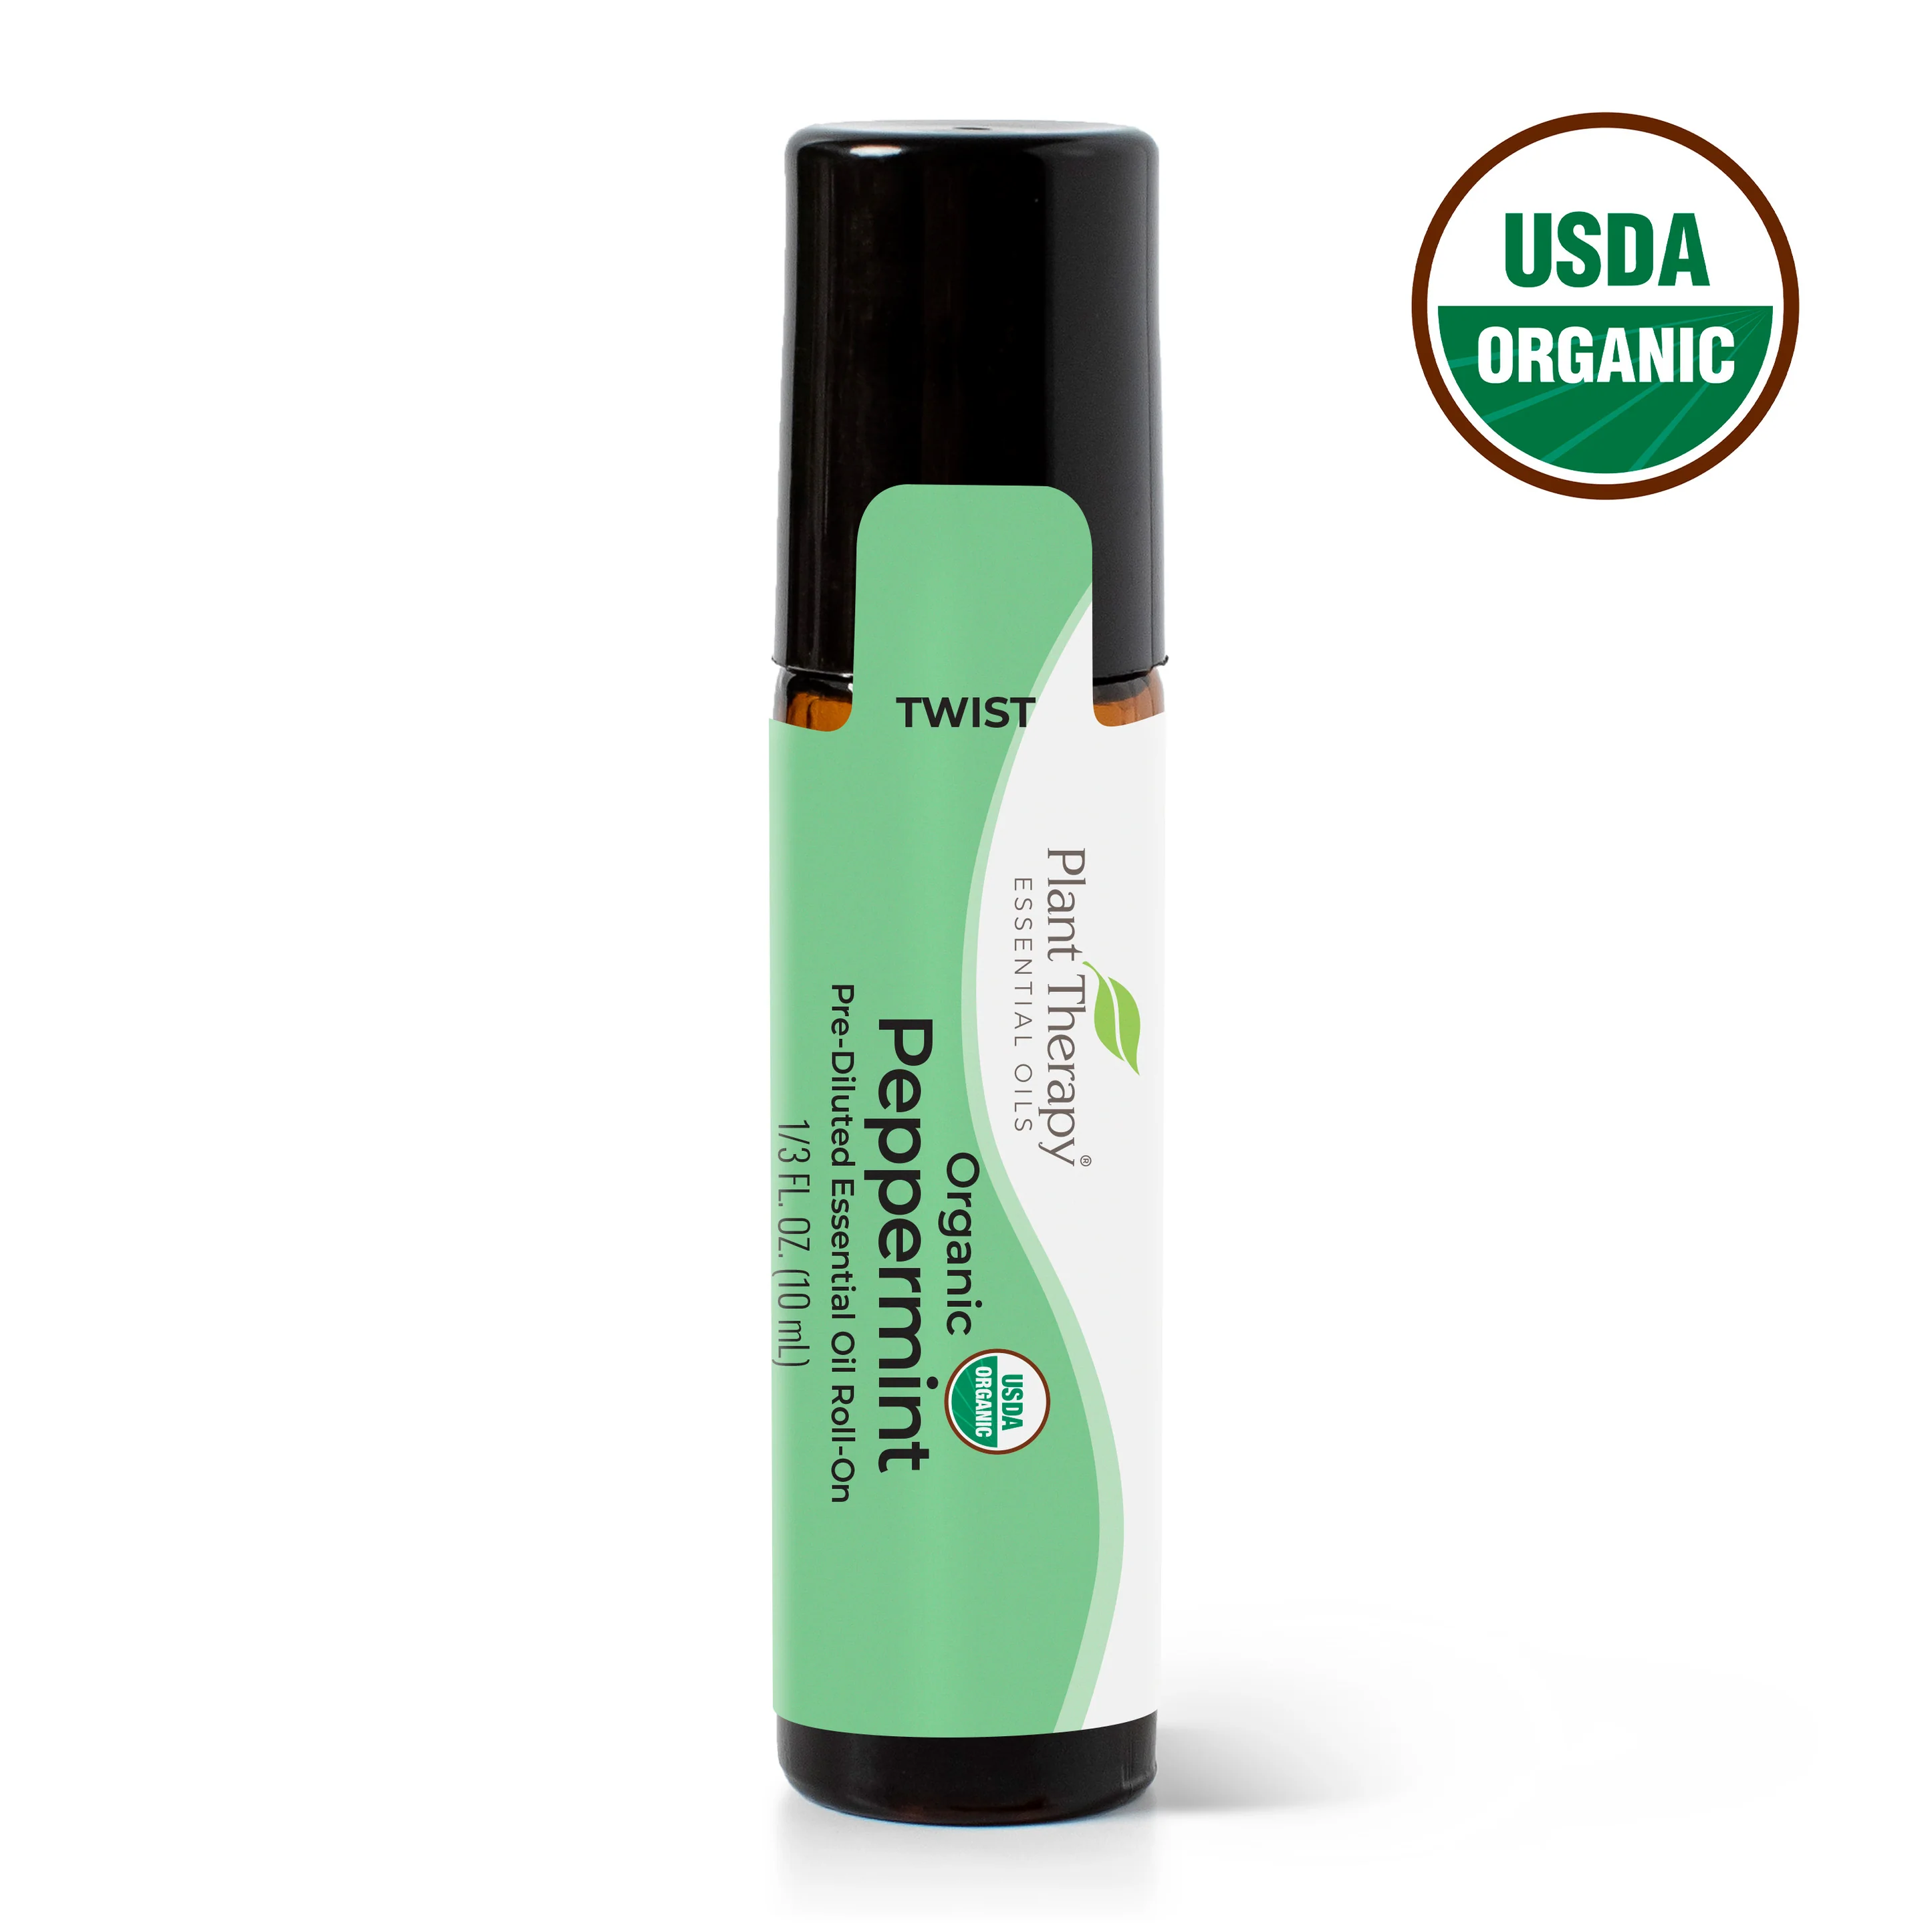 USDA
ORGANIC
TWIST
Plant Therapy®
ESSENTIAL OILS
Organic
USDA
ORGANIC
Peppermint
Pre-Diluted Essential Oil Roll-On
1/3 FL. OZ. (10 mL)